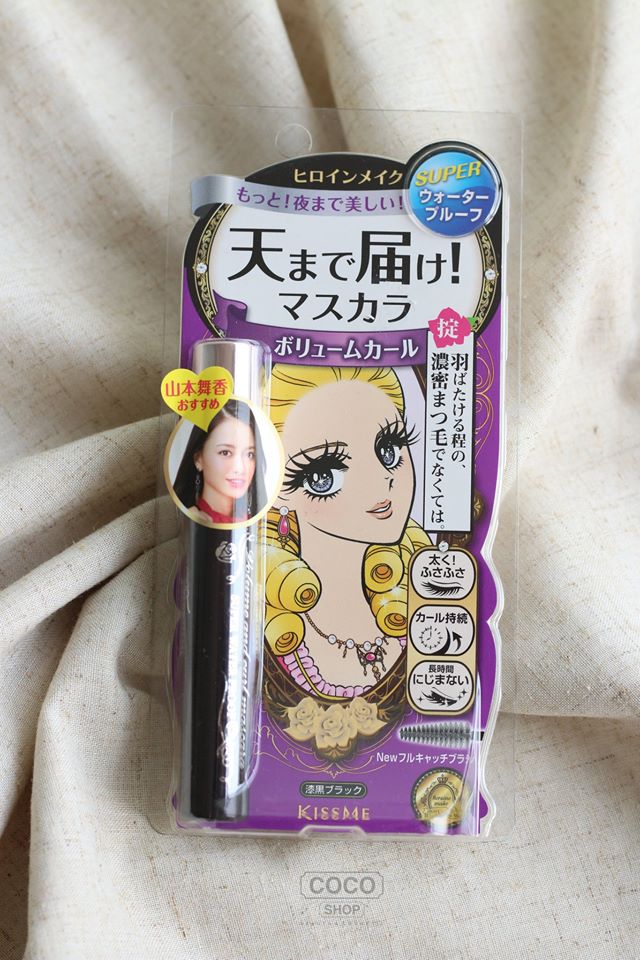 ヒロインメイク
もっと!夜まで美しい!
SUPER
ウォーター
プルーフ
天まで届け!
マスカラ
ボリュームカール
掟
羽ばたける程の、
濃密まつ毛でなくては。
山本舞香
おすすめ
太く!
ふさふさ
カール持続
長時間
にじまない
Newフルキャッチブラシ
漆黒ブラック
KISSME
heroine
make
COCO
SHOP